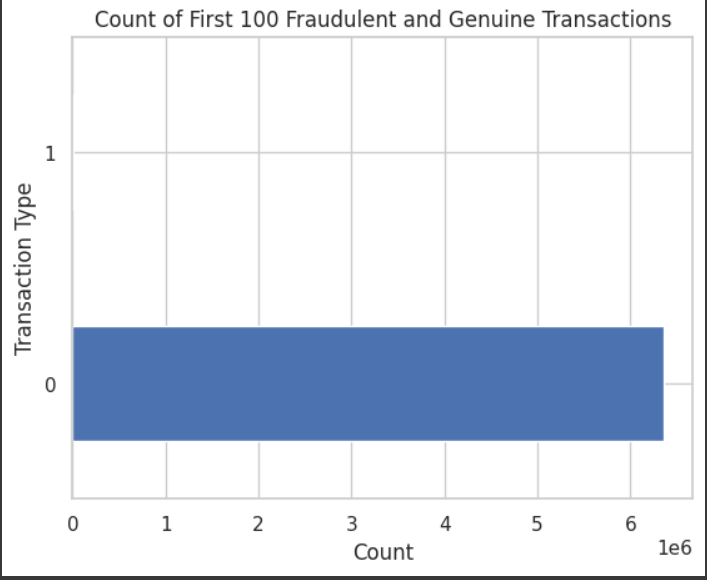 Count of First 100 Fraudulent and Genuine Transactions
1
Transaction Type
0
0 1 2 3 4 5 6
1e6
Count